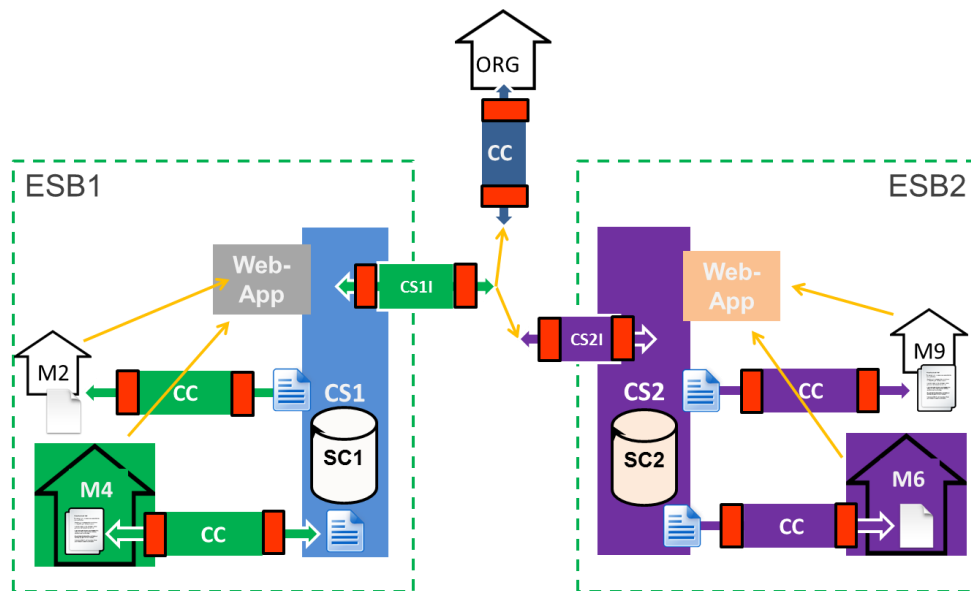 ORG
CC
ESB1
ESB2
Web-
App
Web-
App
CS1I
CS2I
M2
M9
CC
CS1
CS2
CC
SC1
SC2
M4
M6
CC
CC